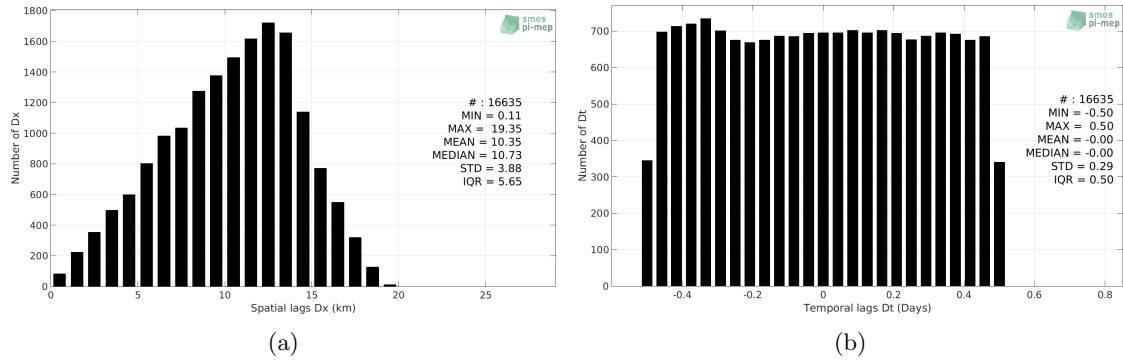 1800
1600
1400
1200
1000
800
600
400
200
0
Number of Dx
0 5 10 15 20 25
Spatial lags Dx (km)
smos
pi-mep
# : 16635
MIN = 0.11
MAX = 19.35
MEAN = 10.35
MEDIAN = 10.73
STD = 3.88
IQR = 5.65
(a)
700
600
500
400
300
200
100
0
Number of Dt
-0.4 -0.2 0 0.2 0.4 0.6 0.8
Temporal lags Dt (Days)
smos
pi-mep
# : 16635
MIN = -0.50
MAX = 0.50
MEAN = -0.00
MEDIAN = -0.00
STD = 0.29
IQR = 0.50
(b)